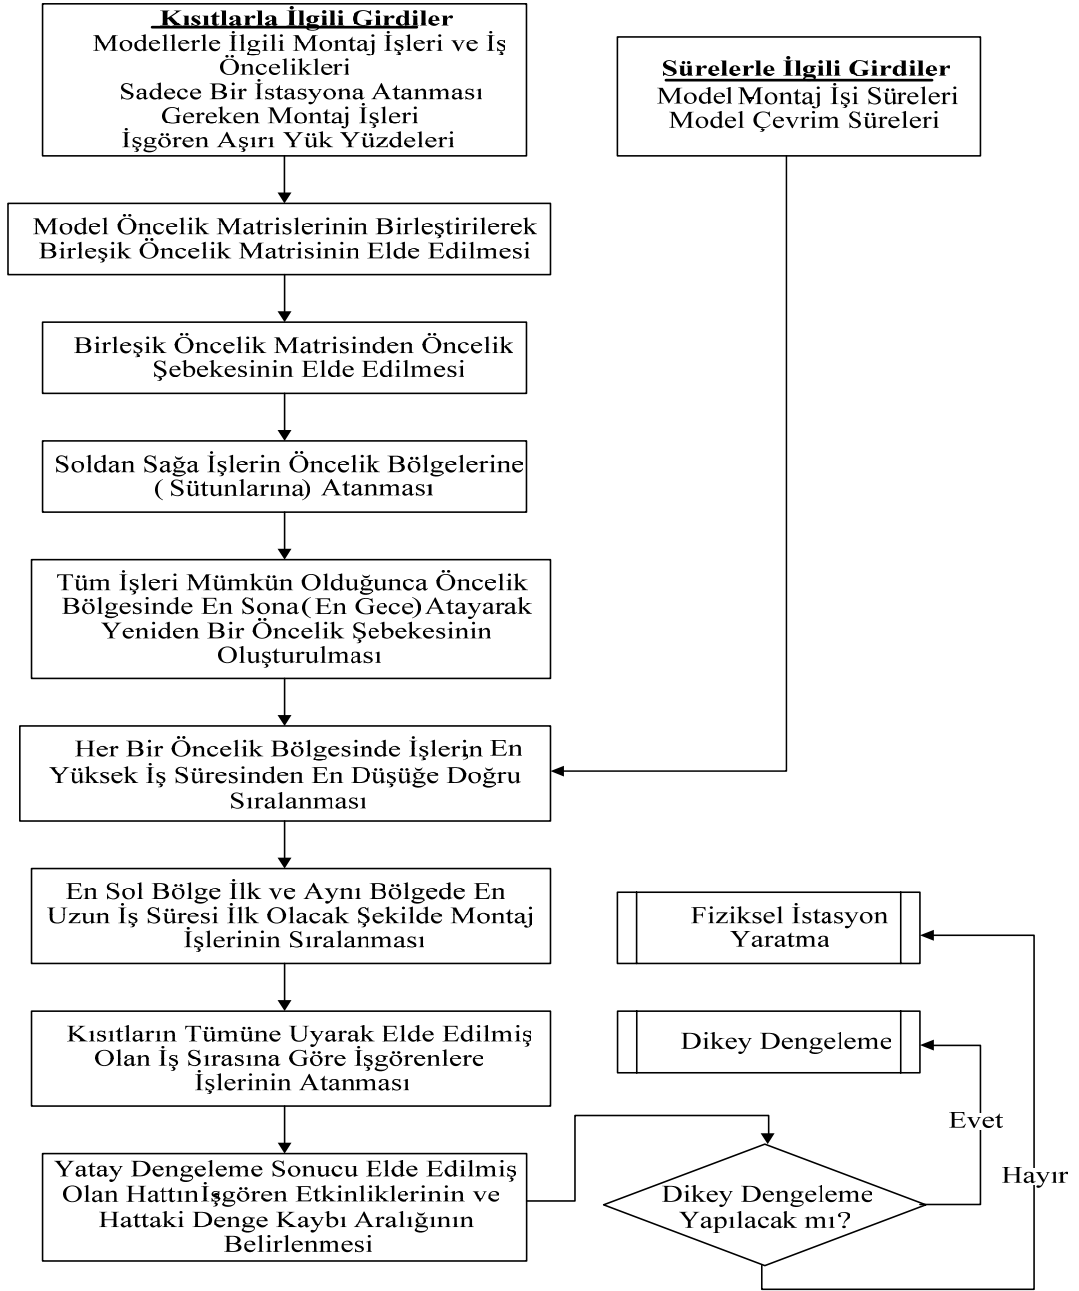 Kısıtlarla İlgili Girdiler
Modellerle İlgili Montaj İşleri ve İş
Öncelikleri
Sadece Bir İstasyona Atanması
Gereken Montaj İşleri
İşgören Aşırı Yük Yüzdeleri
Sürelerle İlgili Girdiler
Model Montaj İşi Süreleri
Model Çevrim Süreleri
Model Öncelik Matrislerinin Birleştirilerek
Birleşik Öncelik Matrisinin Elde Edilmesi
Birleşik Öncelik Matrisinden Öncelik
Şebekesinin Elde Edilmesi
Soldan Sağa İşlerin Öncelik Bölgelerine
( Sütunlarına) Atanması
Tüm İşleri Mümkün Olduğunca Öncelik
Bölgesinde En Sona( En Gece) Atayarak
Yeniden Bir Öncelik Şebekesinin
Oluşturulması
Her Bir Öncelik Bölgesinde İşlerin En
Yüksek İş Süresinden En Düşüğe Doğru
Sıralanması
En Sol Bölge İlk ve Aynı Bölgede En
Uzun İş Süresi İlk Olacak Şekilde Montaj
İşlerinin Sıralanması
Kısıtların Tümüne Uyarak Elde Edilmiş
Olan İş Sırasına Göre İşgörenlere
İşlerinin Atanması
Yatay Dengeleme Sonucu Elde Edilmiş
Olan Hattın İşgören Etkinliklerinin ve
Hattaki Denge Kaybı Aralığının
Belirlenmesi
Fiziksel İstasyon
Yaratma
Dikey Dengeleme
Evet
Hayır
Dikey Dengeleme
Yapılacak mı?